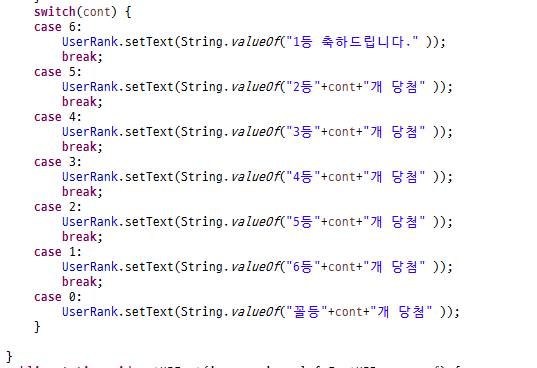 switch(cont) {
case 6:
UserRank.setText(String.valueOf("1등 축하드립니다." ));
break;
case 5:
UserRank.setText(String.valueOf("2등"+cont+"개 당첨" ));
break;
case 4:
UserRank.setText(String.valueOf("3등"+cont+"개 당첨" ));
break;
case 3:
UserRank.setText(String.valueOf("4등"+cont+"개 당첨" ));
break;
case 2:
UserRank.setText(String.valueOf("5등"+cont+"개 당첨" ));
break;
case 1:
UserRank.setText(String.valueOf("6등"+cont+"개 당첨" ));
break;
case 0:
UserRank.setText(String.valueOf("꼴등"+cont+"개 당첨" ));
}
}